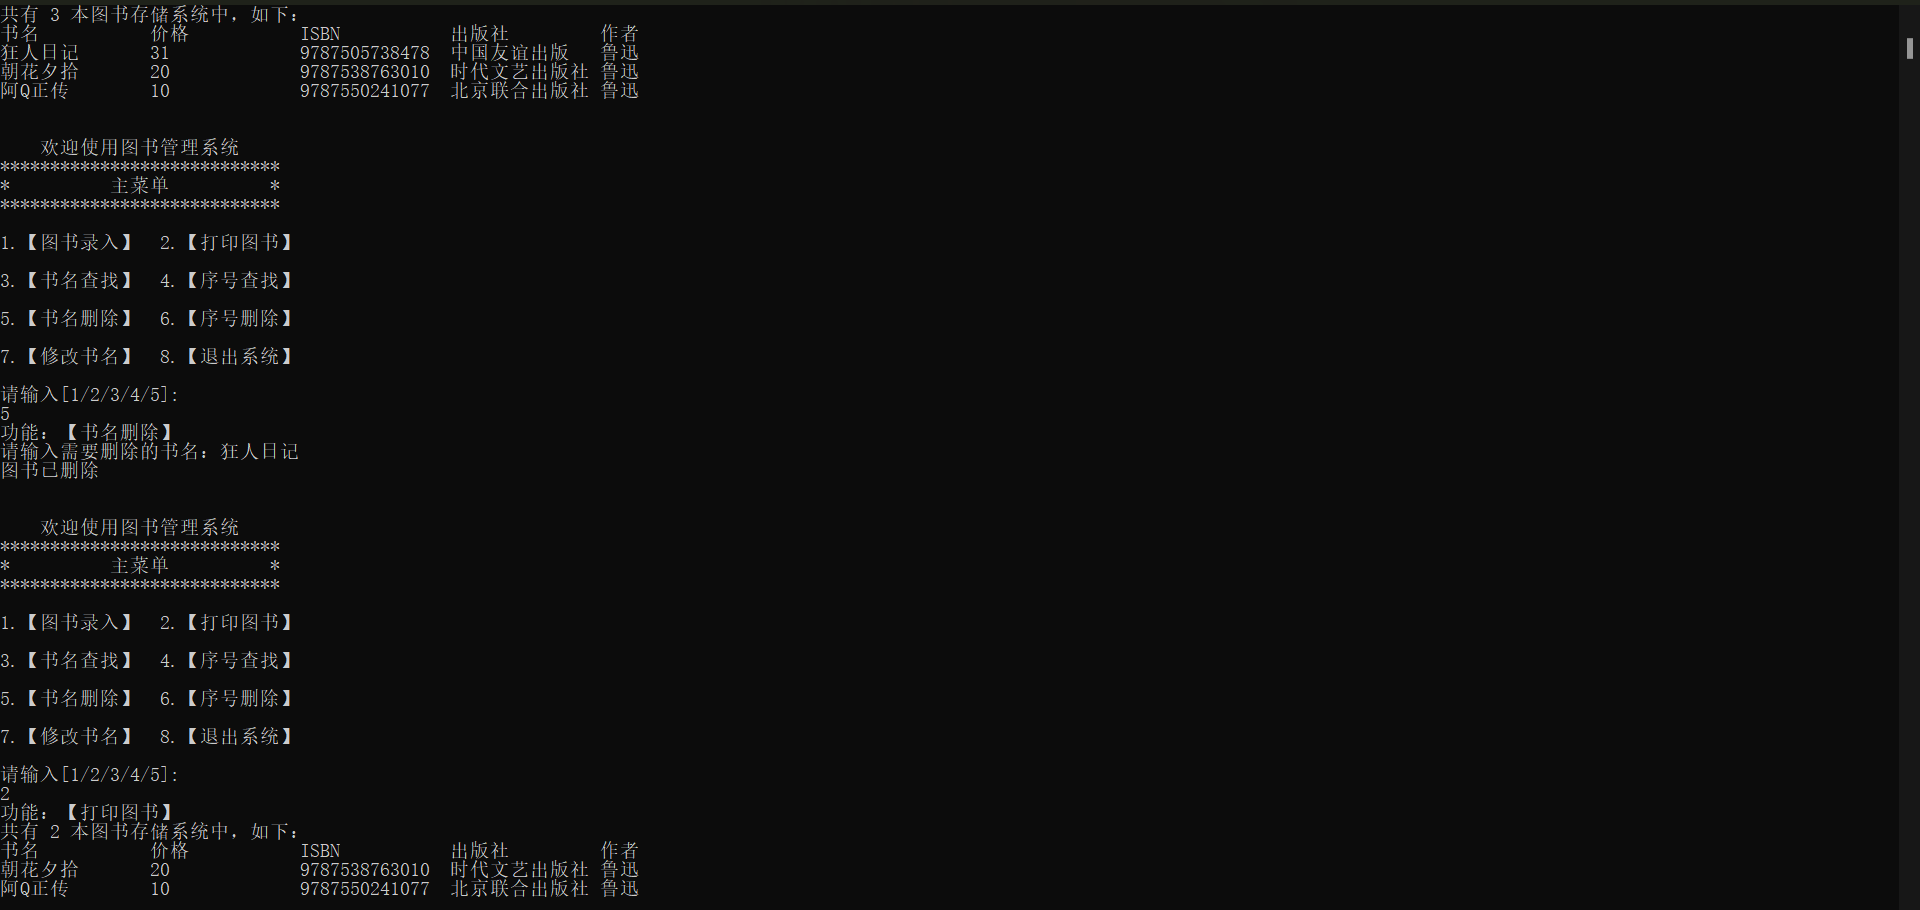 共有 3 本图书存储系统中，如下：
书名 价格 ISBN 出版社 作者
狂人日记 31 9787505738478 中国友谊出版 鲁迅
朝花夕拾 20 9787538763010 时代文艺出版社 鲁迅
阿Q正传 10 9787550241077 北京联合出版社 鲁迅
欢迎使用图书管理系统
****************************
* 主菜单 *
****************************
1.【图书录入】 2.【打印图书】
3.【书名查找】 4.【序号查找】
5.【书名删除】 6.【序号删除】
7.【修改书名】 8.【退出系统】
请输入[1/2/3/4/5]:
5
功能：【书名删除】
请输入需要删除的书名：狂人日记
图书已删除
欢迎使用图书管理系统
****************************
* 主菜单 *
****************************
1.【图书录入】 2.【打印图书】
3.【书名查找】 4.【序号查找】
5.【书名删除】 6.【序号删除】
7.【修改书名】 8.【退出系统】
请输入[1/2/3/4/5]:
2
功能：【打印图书】
共有 2 本图书存储系统中，如下：
书名 价格 ISBN 出版社 作者
朝花夕拾 20 9787538763010 时代文艺出版社 鲁迅
阿Q正传 10 9787550241077 北京联合出版社 鲁迅